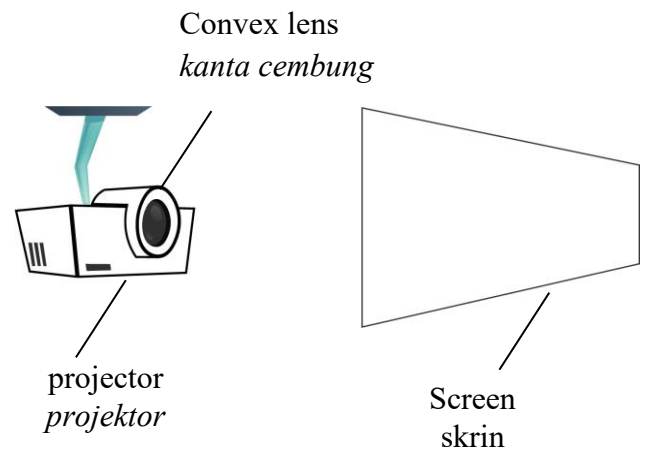 Convex lens
kanta cembung
projector
projektor
Screen
skrin